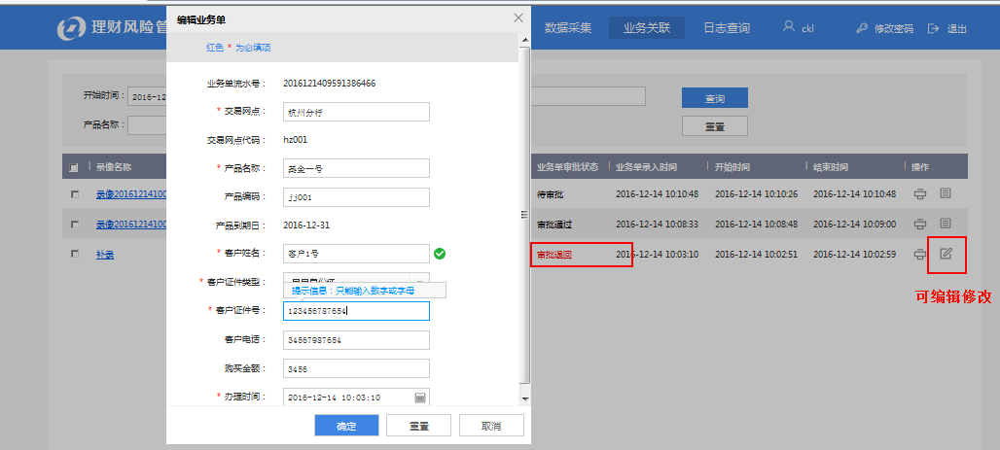 理财风险管
数据采集
业务关联
日志查询
ckl
修改密码
退出
编辑业务单
红色 * 为必填项
业务单流水号： 2016121409591386466
* 交易网点： 杭州分行
交易网点代码： hz001
* 产品名称： 基金一号
产品编码： jj001
产品到期日： 2016-12-31
* 客户姓名： 客户1号
* 客户证件类型：
提示信息：只能输入数字或字母
* 客户证件号： 123456787654
客户电话： 34567987654
购买金额： 3456
* 办理时间： 2016-12-14 10:03:10
确定
重置
取消
开始时间： 2016-12
产品名称：
查询
重置
录像名称 业务单审批状态 业务单录入时间 开始时间 结束时间 操作
录像20161214100 待审批 2016-12-14 10:10:48 2016-12-14 10:10:26 2016-12-14 10:10:48
录像20161214100 审批通过 2016-12-14 10:08:33 2016-12-14 10:08:48 2016-12-14 10:09:00
补录 审批退回 2016-12-14 10:03:10 2016-12-14 10:02:51 2016-12-14 10:02:59
可编辑修改